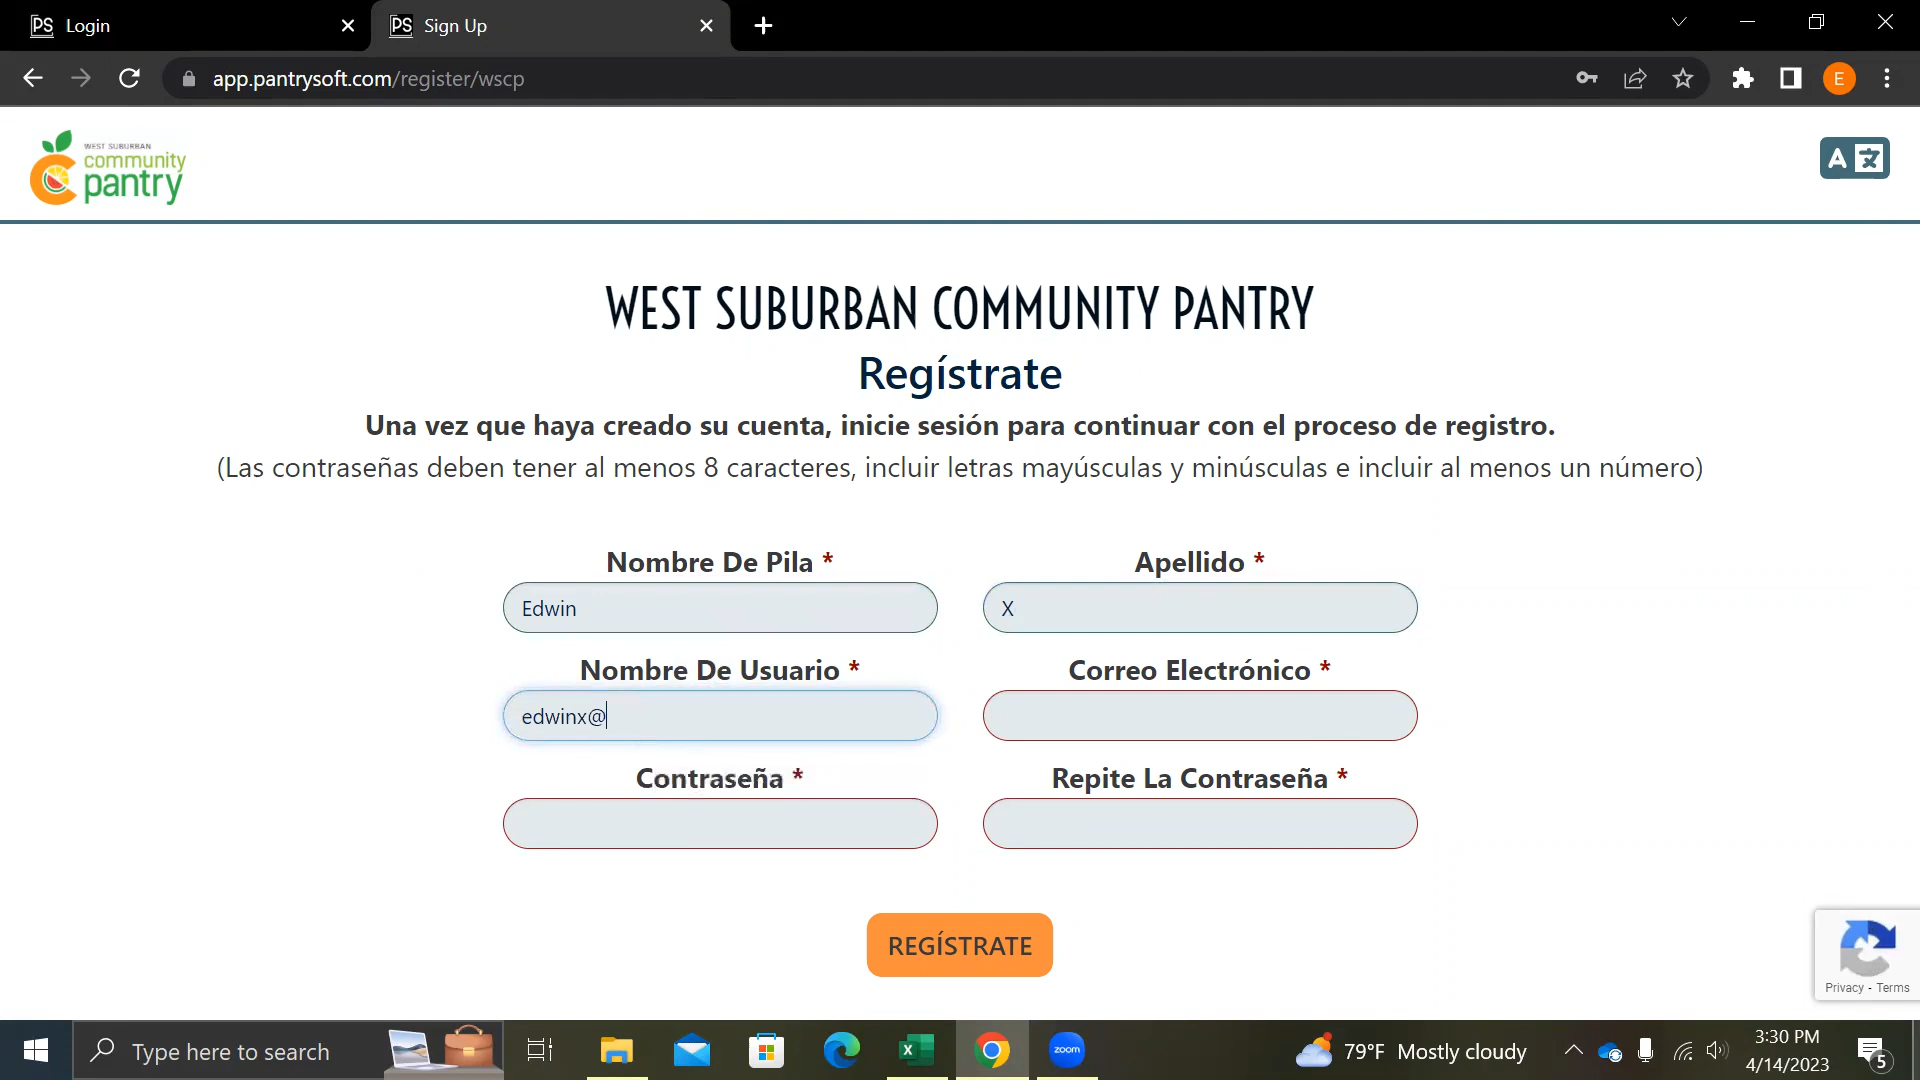 PS Login
PS Sign Up
app.pantrysoft.com/register/wscp
E
WEST SUBURBAN
community
pantry
A
WEST SUBURBAN COMMUNITY PANTRY
Regístrate
Una vez que haya creado su cuenta, inicie sesión para continuar con el proceso de registro.
(Las contraseñas deben tener al menos 8 caracteres, incluir letras mayúsculas y minúsculas e incluir al menos un número)
Nombre De Pila * Apellido *
Edwin X
Nombre De Usuario * Correo Electrónico *
edwinx@
Contraseña * Repite La Contraseña *
REGÍSTRATE
Privacy - Terms
Type here to search
zoom
79°F Mostly cloudy
3:30 PM
4/14/2023
5